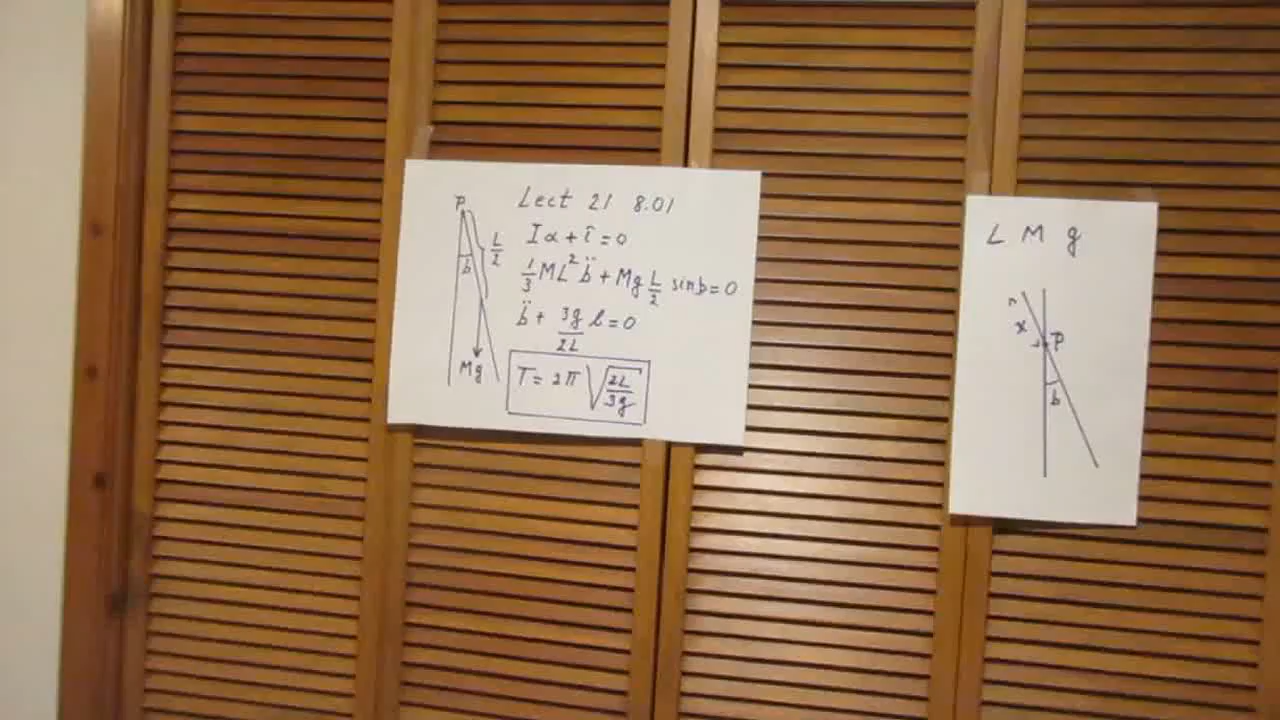 Lect 21 8.01
P
Iα + τ = 0
L/2
b
1/3 ML² b̈ + Mg L/2 sin b = 0
b̈ + 3g/2L b = 0
Mg
T = 2π √(2L/3g)
L M g
x
P
b